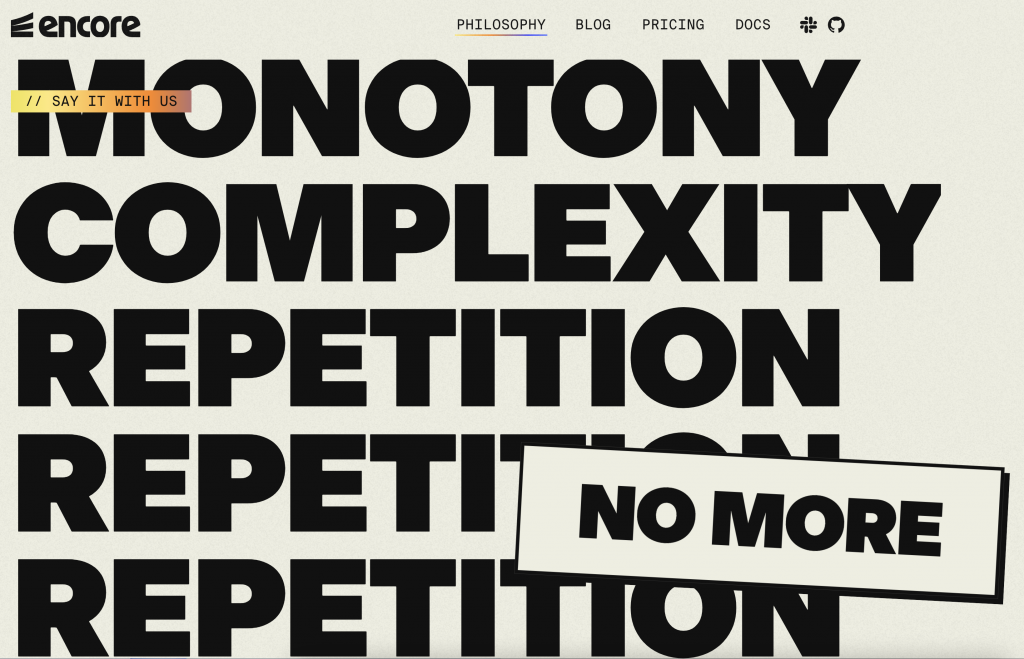 encore
PHILOSOPHY BLOG PRICING DOCS
// SAY IT WITH US
MONOTONY
COMPLEXITY
REPETITION
REPETITION
NO MORE
REPETITION